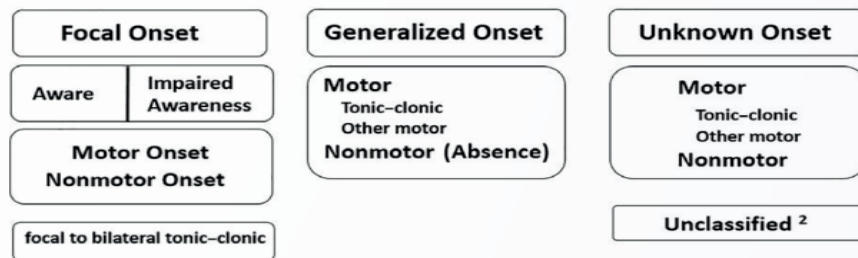 Focal Onset
Aware
Impaired
Awareness
Motor Onset
Nonmotor Onset
focal to bilateral tonic–clonic
Generalized Onset
Motor
Tonic–clonic
Other motor
Nonmotor (Absence)
Unknown Onset
Motor
Tonic–clonic
Other motor
Nonmotor
Unclassified ²